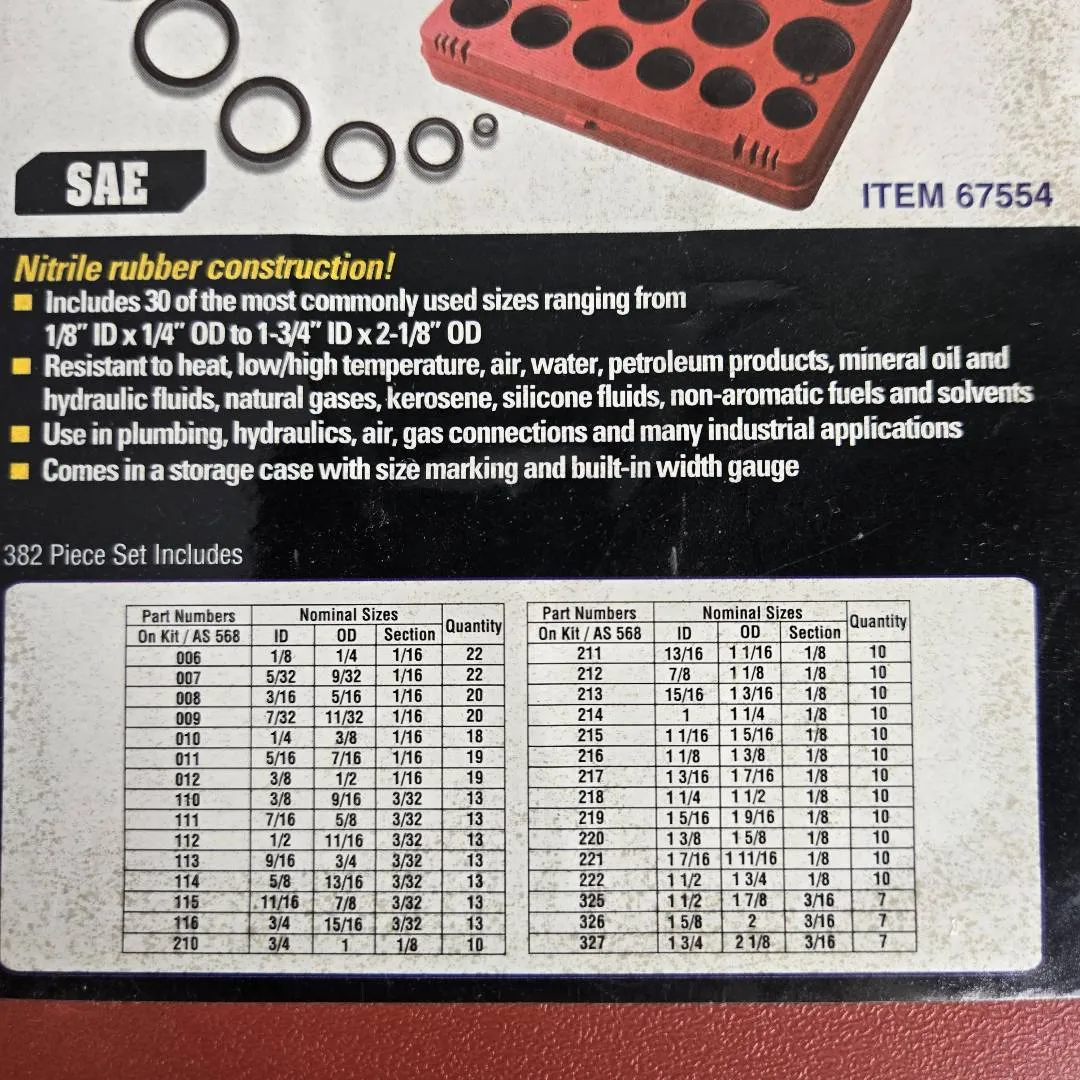 SAE
ITEM 67554
Nitrile rubber construction!
Includes 30 of the most commonly used sizes ranging from
1/8" ID x 1/4" OD to 1-3/4" ID x 2-1/8" OD
Resistant to heat, low/high temperature, air, water, petroleum products, mineral oil and
hydraulic fluids, natural gases, kerosene, silicone fluids, non-aromatic fuels and solvents
Use in plumbing, hydraulics, air, gas connections and many industrial applications
Comes in a storage case with size marking and built-in width gauge
382 Piece Set Includes
Part Numbers Nominal Sizes Quantity
On Kit / AS 568 ID OD Section
006 1/8 1/4 1/16 22
007 5/32 9/32 1/16 22
008 3/16 5/16 1/16 20
009 7/32 11/32 1/16 20
010 1/4 3/8 1/16 18
011 5/16 7/16 1/16 19
012 3/8 1/2 1/16 19
110 3/8 9/16 3/32 13
111 7/16 5/8 3/32 13
112 1/2 11/16 3/32 13
113 9/16 3/4 3/32 13
114 5/8 13/16 3/32 13
115 11/16 7/8 3/32 13
116 3/4 15/16 3/32 13
210 3/4 1 1/8 10
Part Numbers Nominal Sizes Quantity
On Kit / AS 568 ID OD Section
211 13/16 1 1/16 1/8 10
212 7/8 1 1/8 1/8 10
213 15/16 1 3/16 1/8 10
214 1 1 1/4 1/8 10
215 1 1/16 1 5/16 1/8 10
216 1 1/8 1 3/8 1/8 10
217 1 3/16 1 7/16 1/8 10
218 1 1/4 1 1/2 1/8 10
219 1 5/16 1 9/16 1/8 10
220 1 3/8 1 5/8 1/8 10
221 1 7/16 1 11/16 1/8 10
222 1 1/2 1 3/4 1/8 10
325 1 1/2 1 7/8 3/16 7
326 1 5/8 2 3/16 7
327 1 3/4 2 1/8 3/16 7